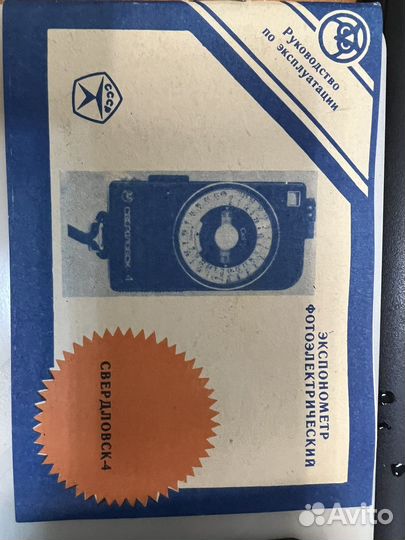 Руководство
по эксплуатации
СССР
СВЕРДЛОВСК-4
ЭКСПОНОМЕТР
ФОТОЭЛЕКТРИЧЕСКИЙ
СВЕРДЛОВСК-4
Avito